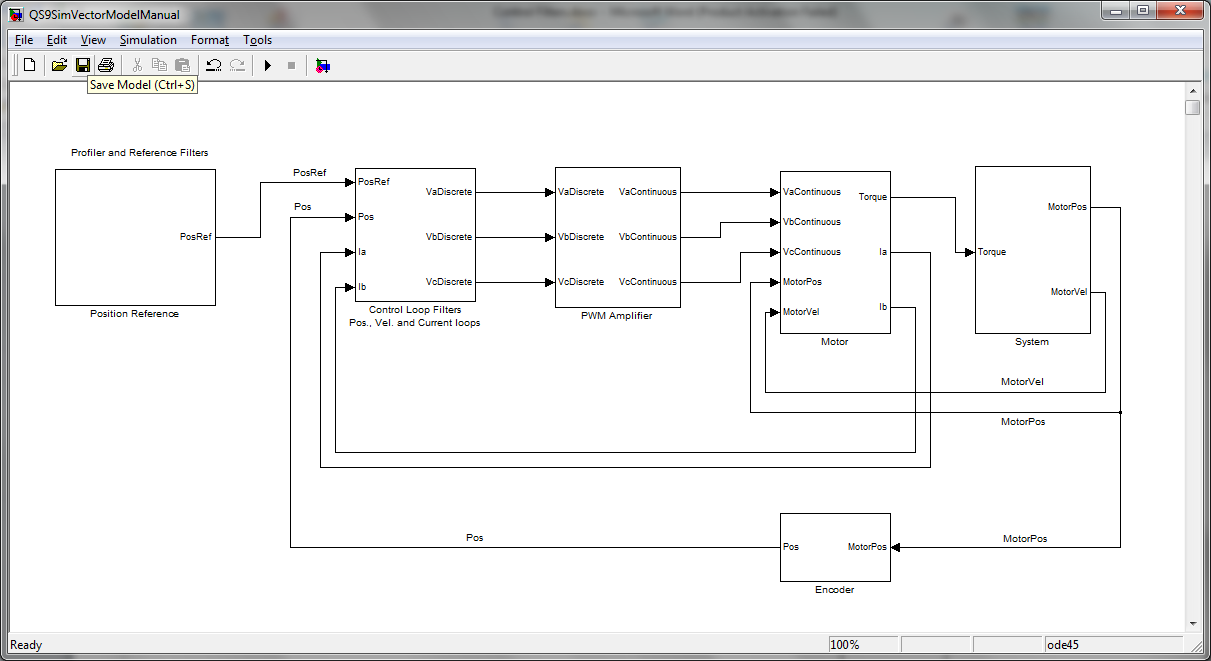 QS9SimVectorModelManual
File Edit View Simulation Format Tools
Save Model (Ctrl+S)
Profiler and Reference Filters
PosRef
Position Reference
PosRef
Pos
PosRef
Pos
Ia
Ib
VaDiscrete
VbDiscrete
VcDiscrete
Control Loop Filters
Pos., Vel. and Current loops
VaDiscrete
VbDiscrete
VcDiscrete
VaContinuous
VbContinuous
VcContinuous
PWM Amplifier
VaContinuous
VbContinuous
VcContinuous
MotorPos
MotorVel
Torque
Ia
Ib
Motor
Torque
MotorPos
MotorVel
System
MotorVel
MotorPos
Pos
Pos
MotorPos
Encoder
MotorPos
Ready
100%
ode45